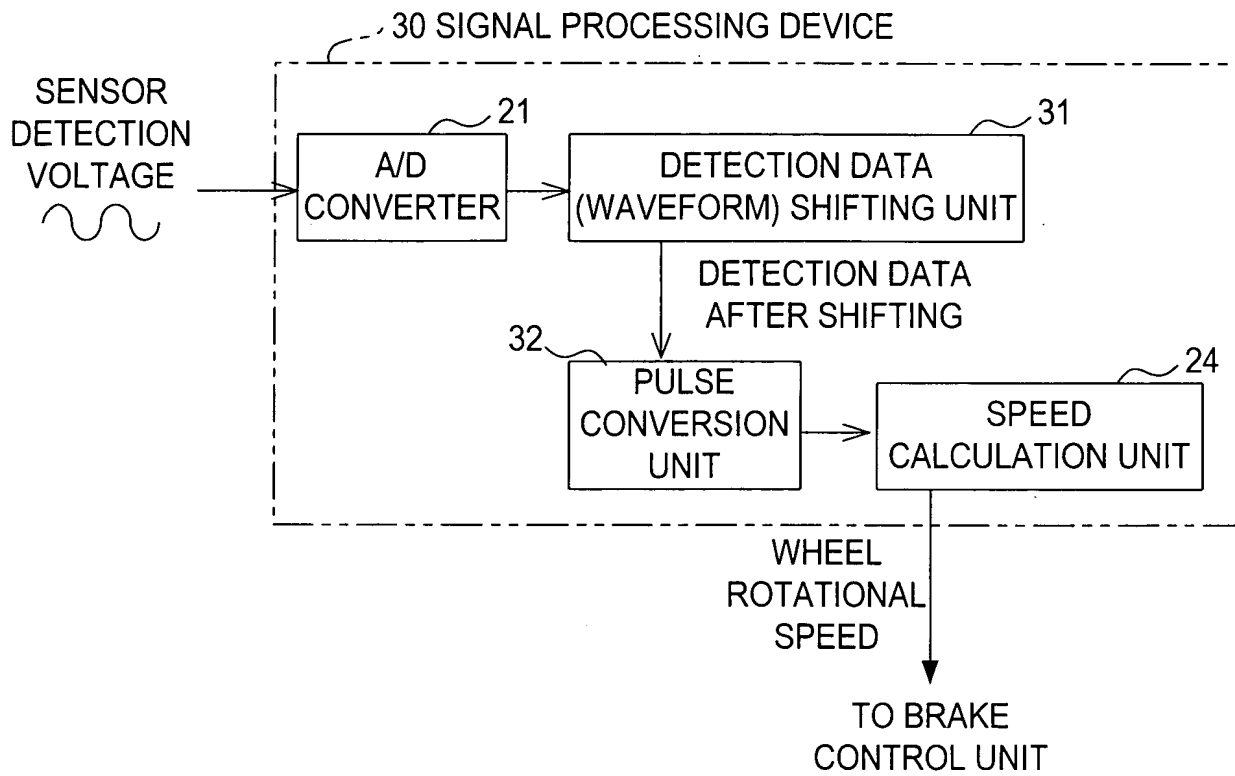 30 SIGNAL PROCESSING DEVICE
SENSOR
DETECTION
VOLTAGE
21
A/D
CONVERTER
31
DETECTION DATA
(WAVEFORM) SHIFTING UNIT
DETECTION DATA
AFTER SHIFTING
32
PULSE
CONVERSION
UNIT
24
SPEED
CALCULATION UNIT
WHEEL
ROTATIONAL
SPEED
TO BRAKE
CONTROL UNIT